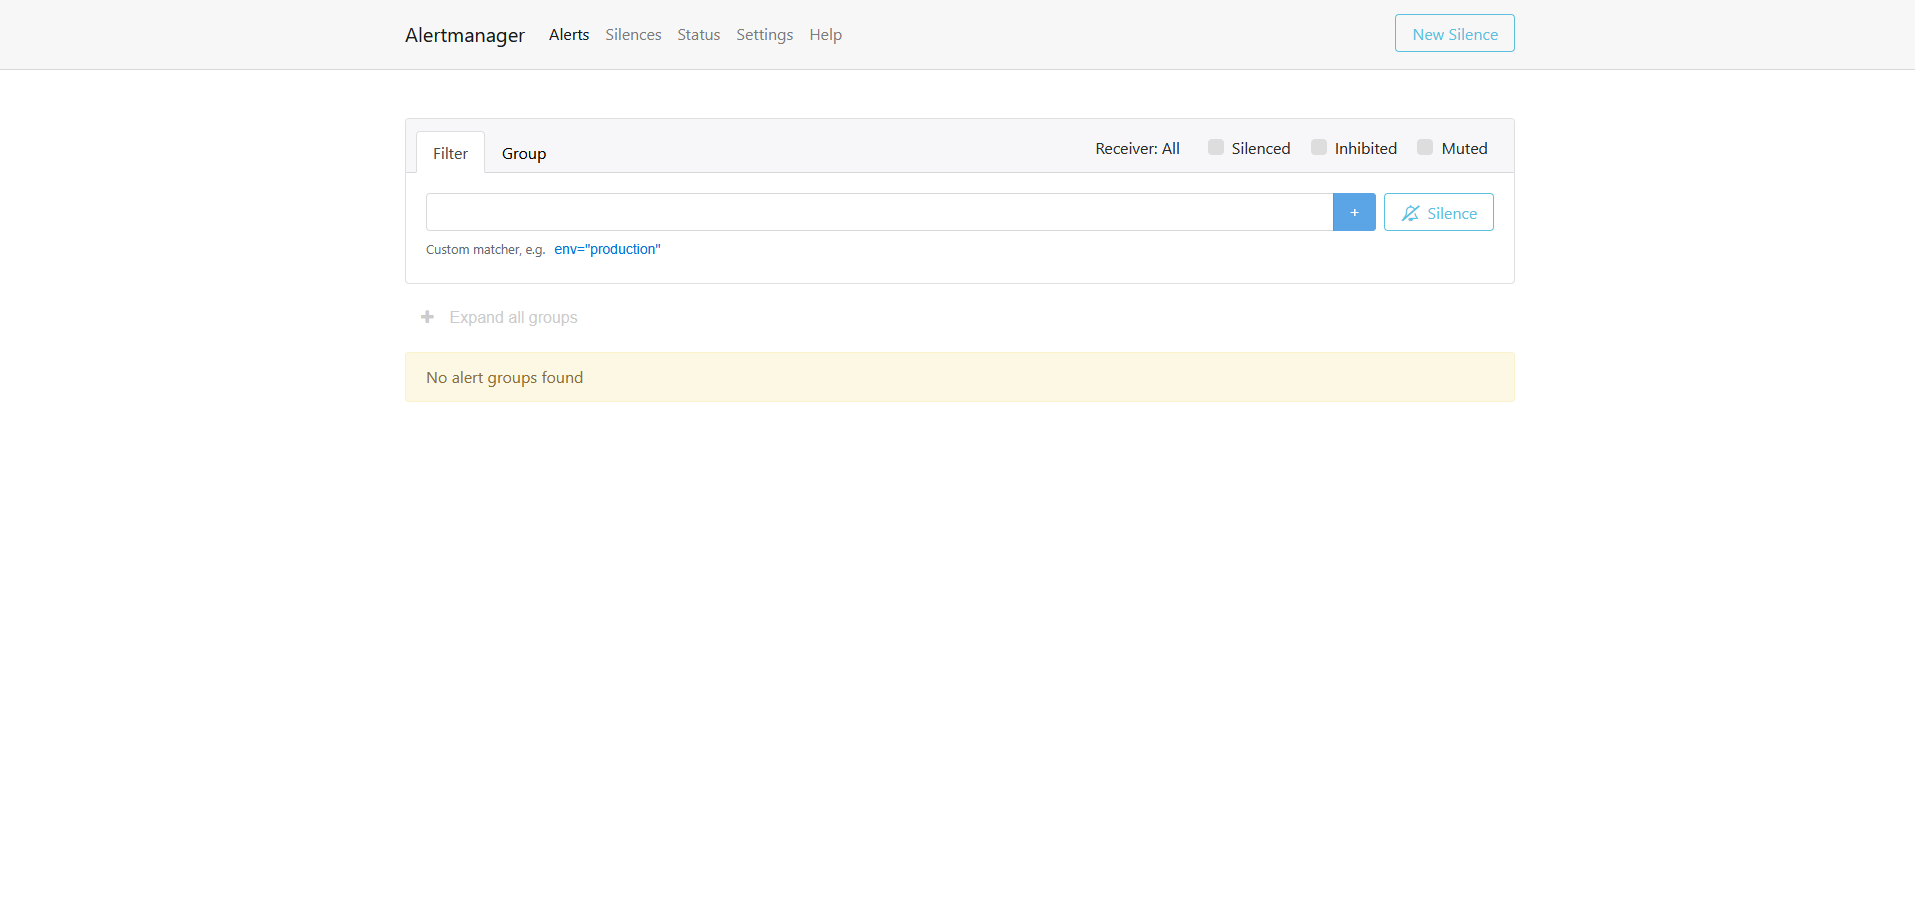 Alertmanager Alerts Silences Status Settings Help New Silence
Filter Group Receiver: All Silenced Inhibited Muted
+ Silence
Custom matcher, e.g. env="production"
+ Expand all groups
No alert groups found